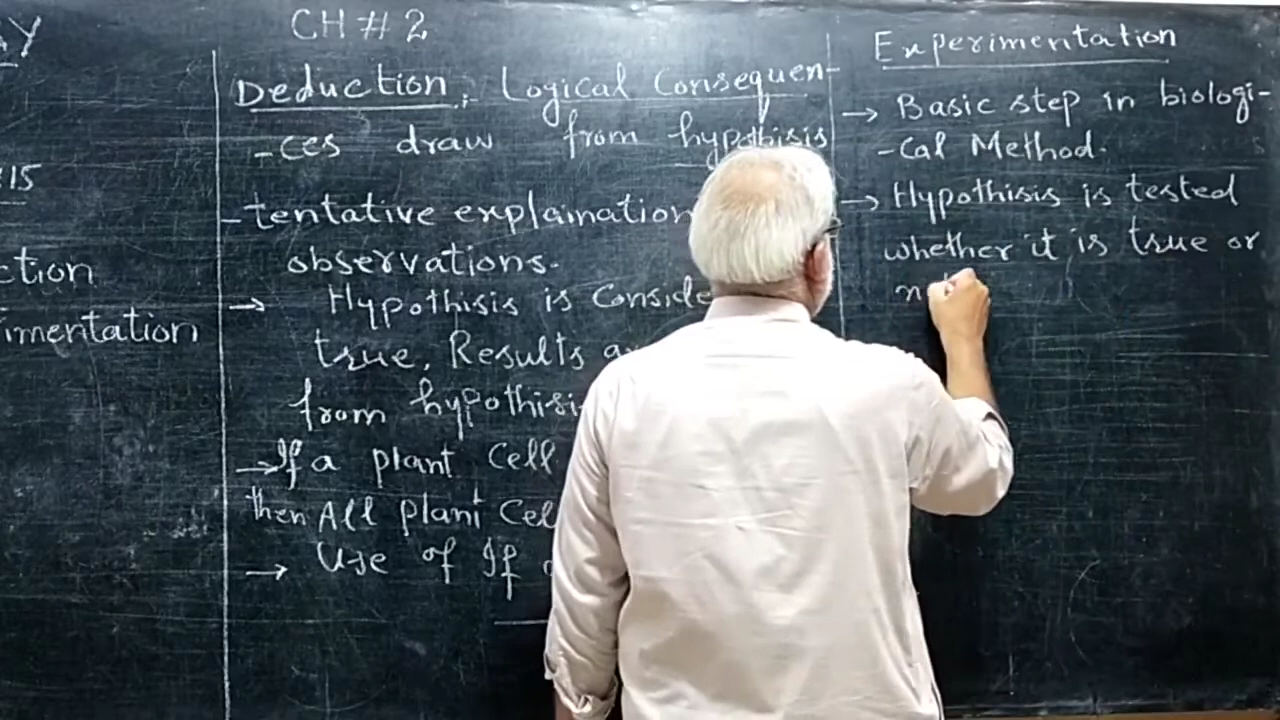 CH # 2
:15
ction
imentation
Deduction: Logical Consequen-
-ces draw from hypothisis
-tentative explaination
observations.
→ Hypothisis is Conside
true, Results a
from hypothisi
→ If a plant Cell
then All plant Cel
→ Use of If
Experimentation
→ Basic step in biologi-
-Cal Method.
→ Hypothisis is tested
whether it is true or